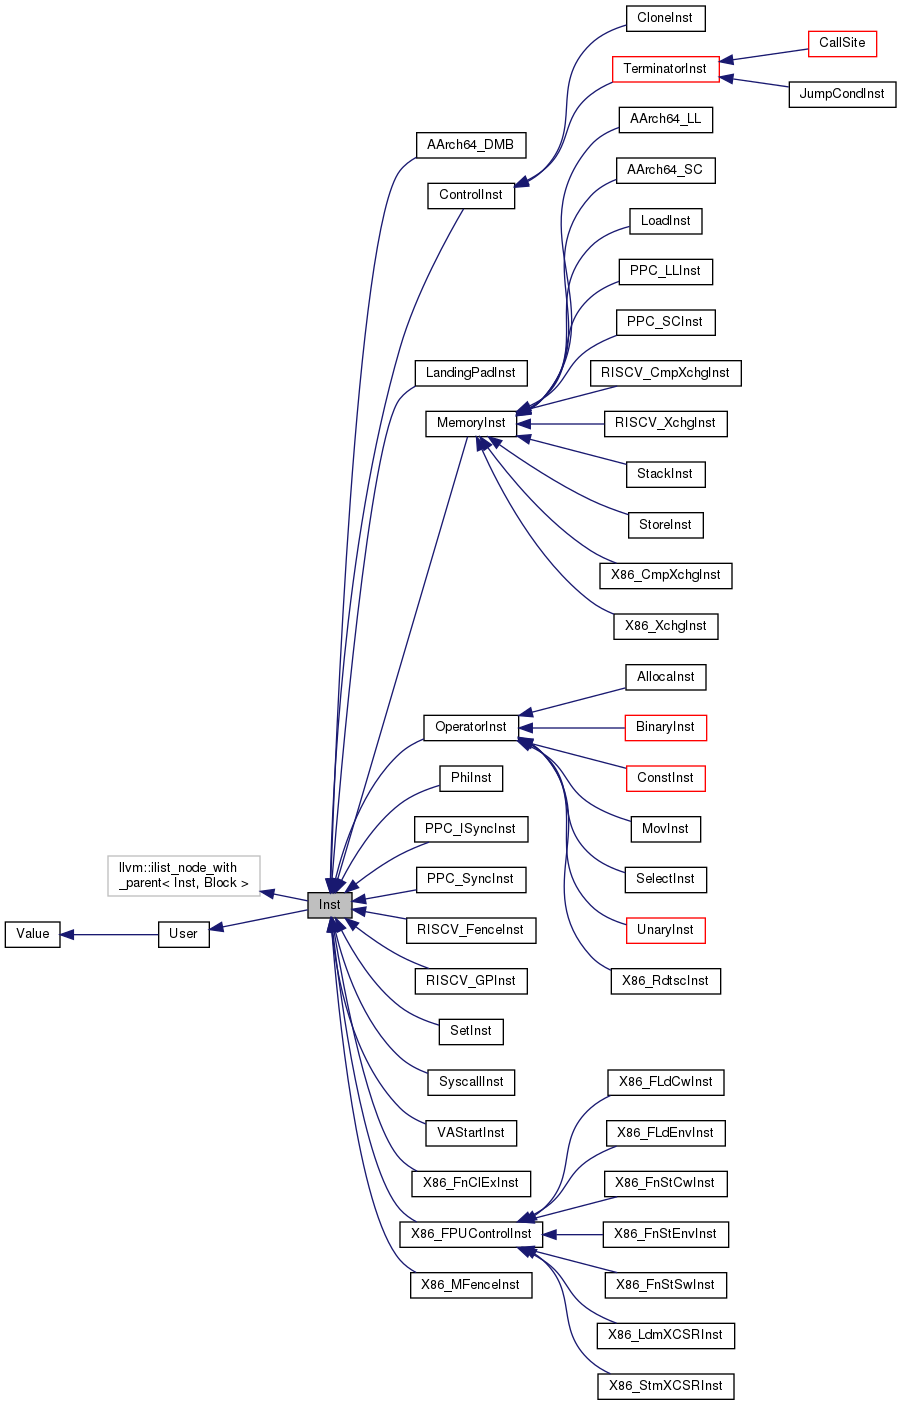 CloneInst
CallSite
TerminatorInst
JumpCondInst
AArch64_LL
AArch64_DMB
AArch64_SC
ControlInst
LoadInst
PPC_LLInst
PPC_SCInst
LandingPadInst
RISCV_CmpXchgInst
MemoryInst
RISCV_XchgInst
StackInst
StoreInst
X86_CmpXchgInst
X86_XchgInst
AllocaInst
OperatorInst
BinaryInst
PhiInst
ConstInst
PPC_ISyncInst
MovInst
llvm::ilist_node_with
_parent< Inst, Block >
PPC_SyncInst
SelectInst
Inst
Value
User
RISCV_FenceInst
UnaryInst
RISCV_GPInst
X86_RdtscInst
SetInst
SyscallInst
X86_FLdCwInst
VAStartInst
X86_FLdEnvInst
X86_FnClExInst
X86_FnStCwInst
X86_FPUControlInst
X86_FnStEnvInst
X86_MFenceInst
X86_FnStSwInst
X86_LdmXCSRInst
X86_StmXCSRInst